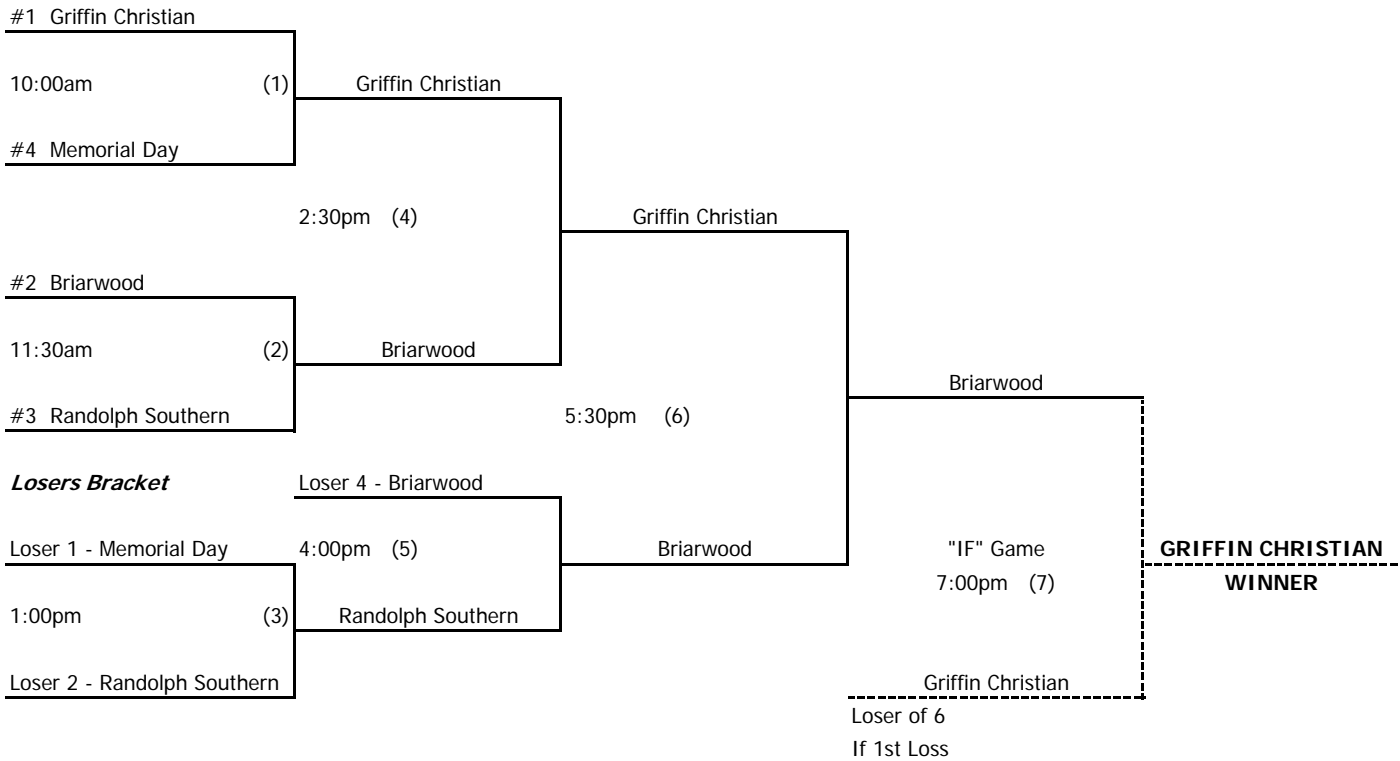 #1 Griffin Christian
10:00am (1) Griffin Christian
#4 Memorial Day
2:30pm (4) Griffin Christian
#2 Briarwood
11:30am (2) Briarwood
Briarwood
#3 Randolph Southern 5:30pm (6)
Losers Bracket Loser 4 - Briarwood
Loser 1 - Memorial Day 4:00pm (5) Briarwood "IF" Game GRIFFIN CHRISTIAN
7:00pm (7) WINNER
1:00pm (3) Randolph Southern
Loser 2 - Randolph Southern Griffin Christian
Loser of 6
If 1st Loss